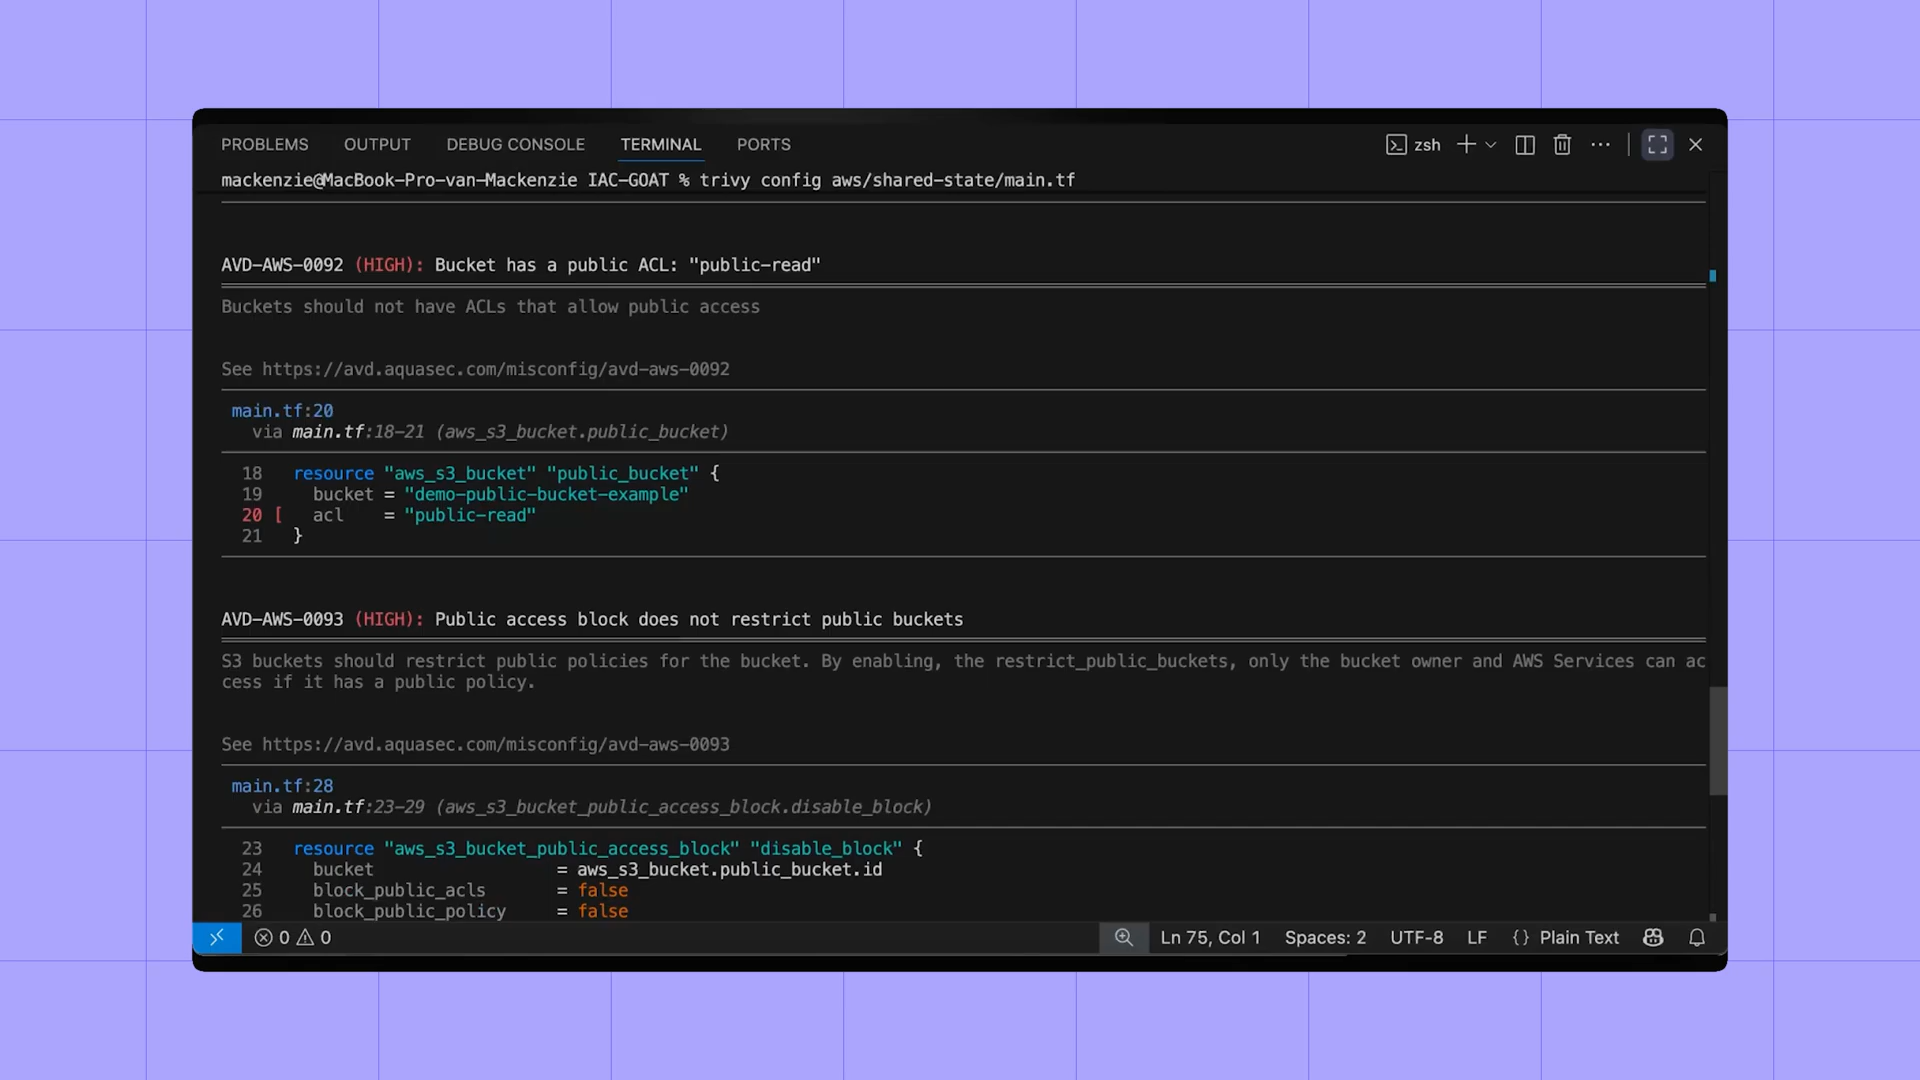 PROBLEMS OUTPUT DEBUG CONSOLE TERMINAL PORTS zsh
mackenzie@MacBook-Pro-van-Mackenzie IAC-GOAT % trivy config aws/shared-state/main.tf
AVD-AWS-0092 (HIGH): Bucket has a public ACL: "public-read"
Buckets should not have ACLs that allow public access
See https://avd.aquasec.com/misconfig/avd-aws-0092
main.tf:20
via main.tf:18-21 (aws_s3_bucket.public_bucket)
18 resource "aws_s3_bucket" "public_bucket" {
19 bucket = "demo-public-bucket-example"
20 [ acl = "public-read"
21 }
AVD-AWS-0093 (HIGH): Public access block does not restrict public buckets
S3 buckets should restrict public policies for the bucket. By enabling, the restrict_public_buckets, only the bucket owner and AWS Services can ac
cess if it has a public policy.
See https://avd.aquasec.com/misconfig/avd-aws-0093
main.tf:28
via main.tf:23-29 (aws_s3_bucket_public_access_block.disable_block)
23 resource "aws_s3_bucket_public_access_block" "disable_block" {
24 bucket = aws_s3_bucket.public_bucket.id
25 block_public_acls = false
26 block_public_policy = false
0 0 Ln 75, Col 1 Spaces: 2 UTF-8 LF {} Plain Text